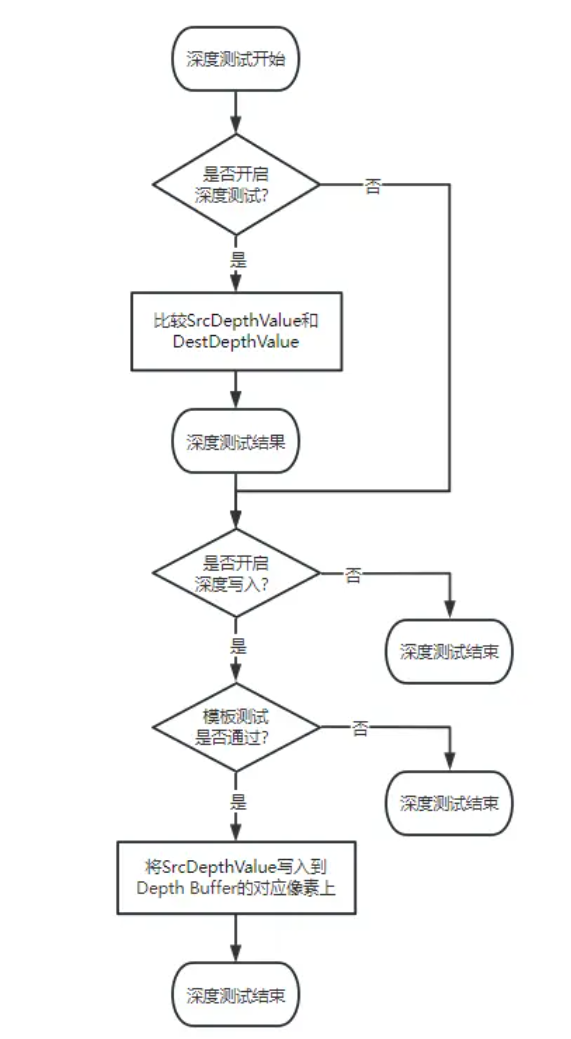 深度测试开始
是否开启
深度测试?
否
是
比较SrcDepthValue和
DestDepthValue
深度测试结果
是否开启
深度写入?
否
深度测试结束
是
模板测试
是否通过?
否
深度测试结束
是
将SrcDepthValue写入到
Depth Buffer的对应像素上
深度测试结束